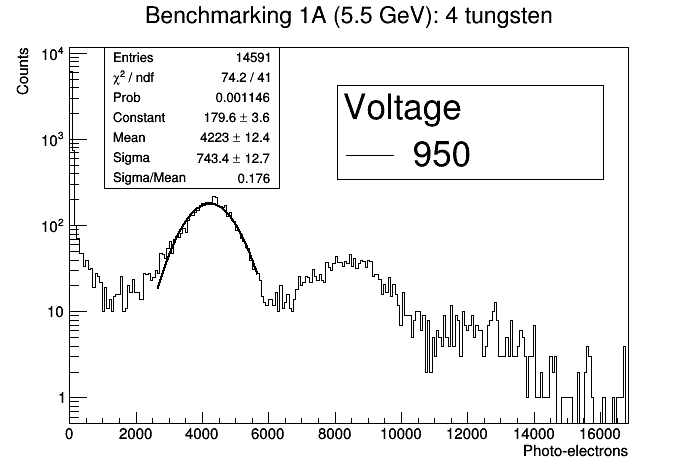 Benchmarking 1A (5.5 GeV): 4 tungsten
Counts
Entries 14591
χ² / ndf 74.2 / 41
Prob 0.001146
Constant 179.6 ± 3.6
Mean 4223 ± 12.4
Sigma 743.4 ± 12.7
Sigma/Mean 0.176
Voltage
950
10⁴
10³
10²
10
1
0 2000 4000 6000 8000 10000 12000 14000 16000
Photo-electrons